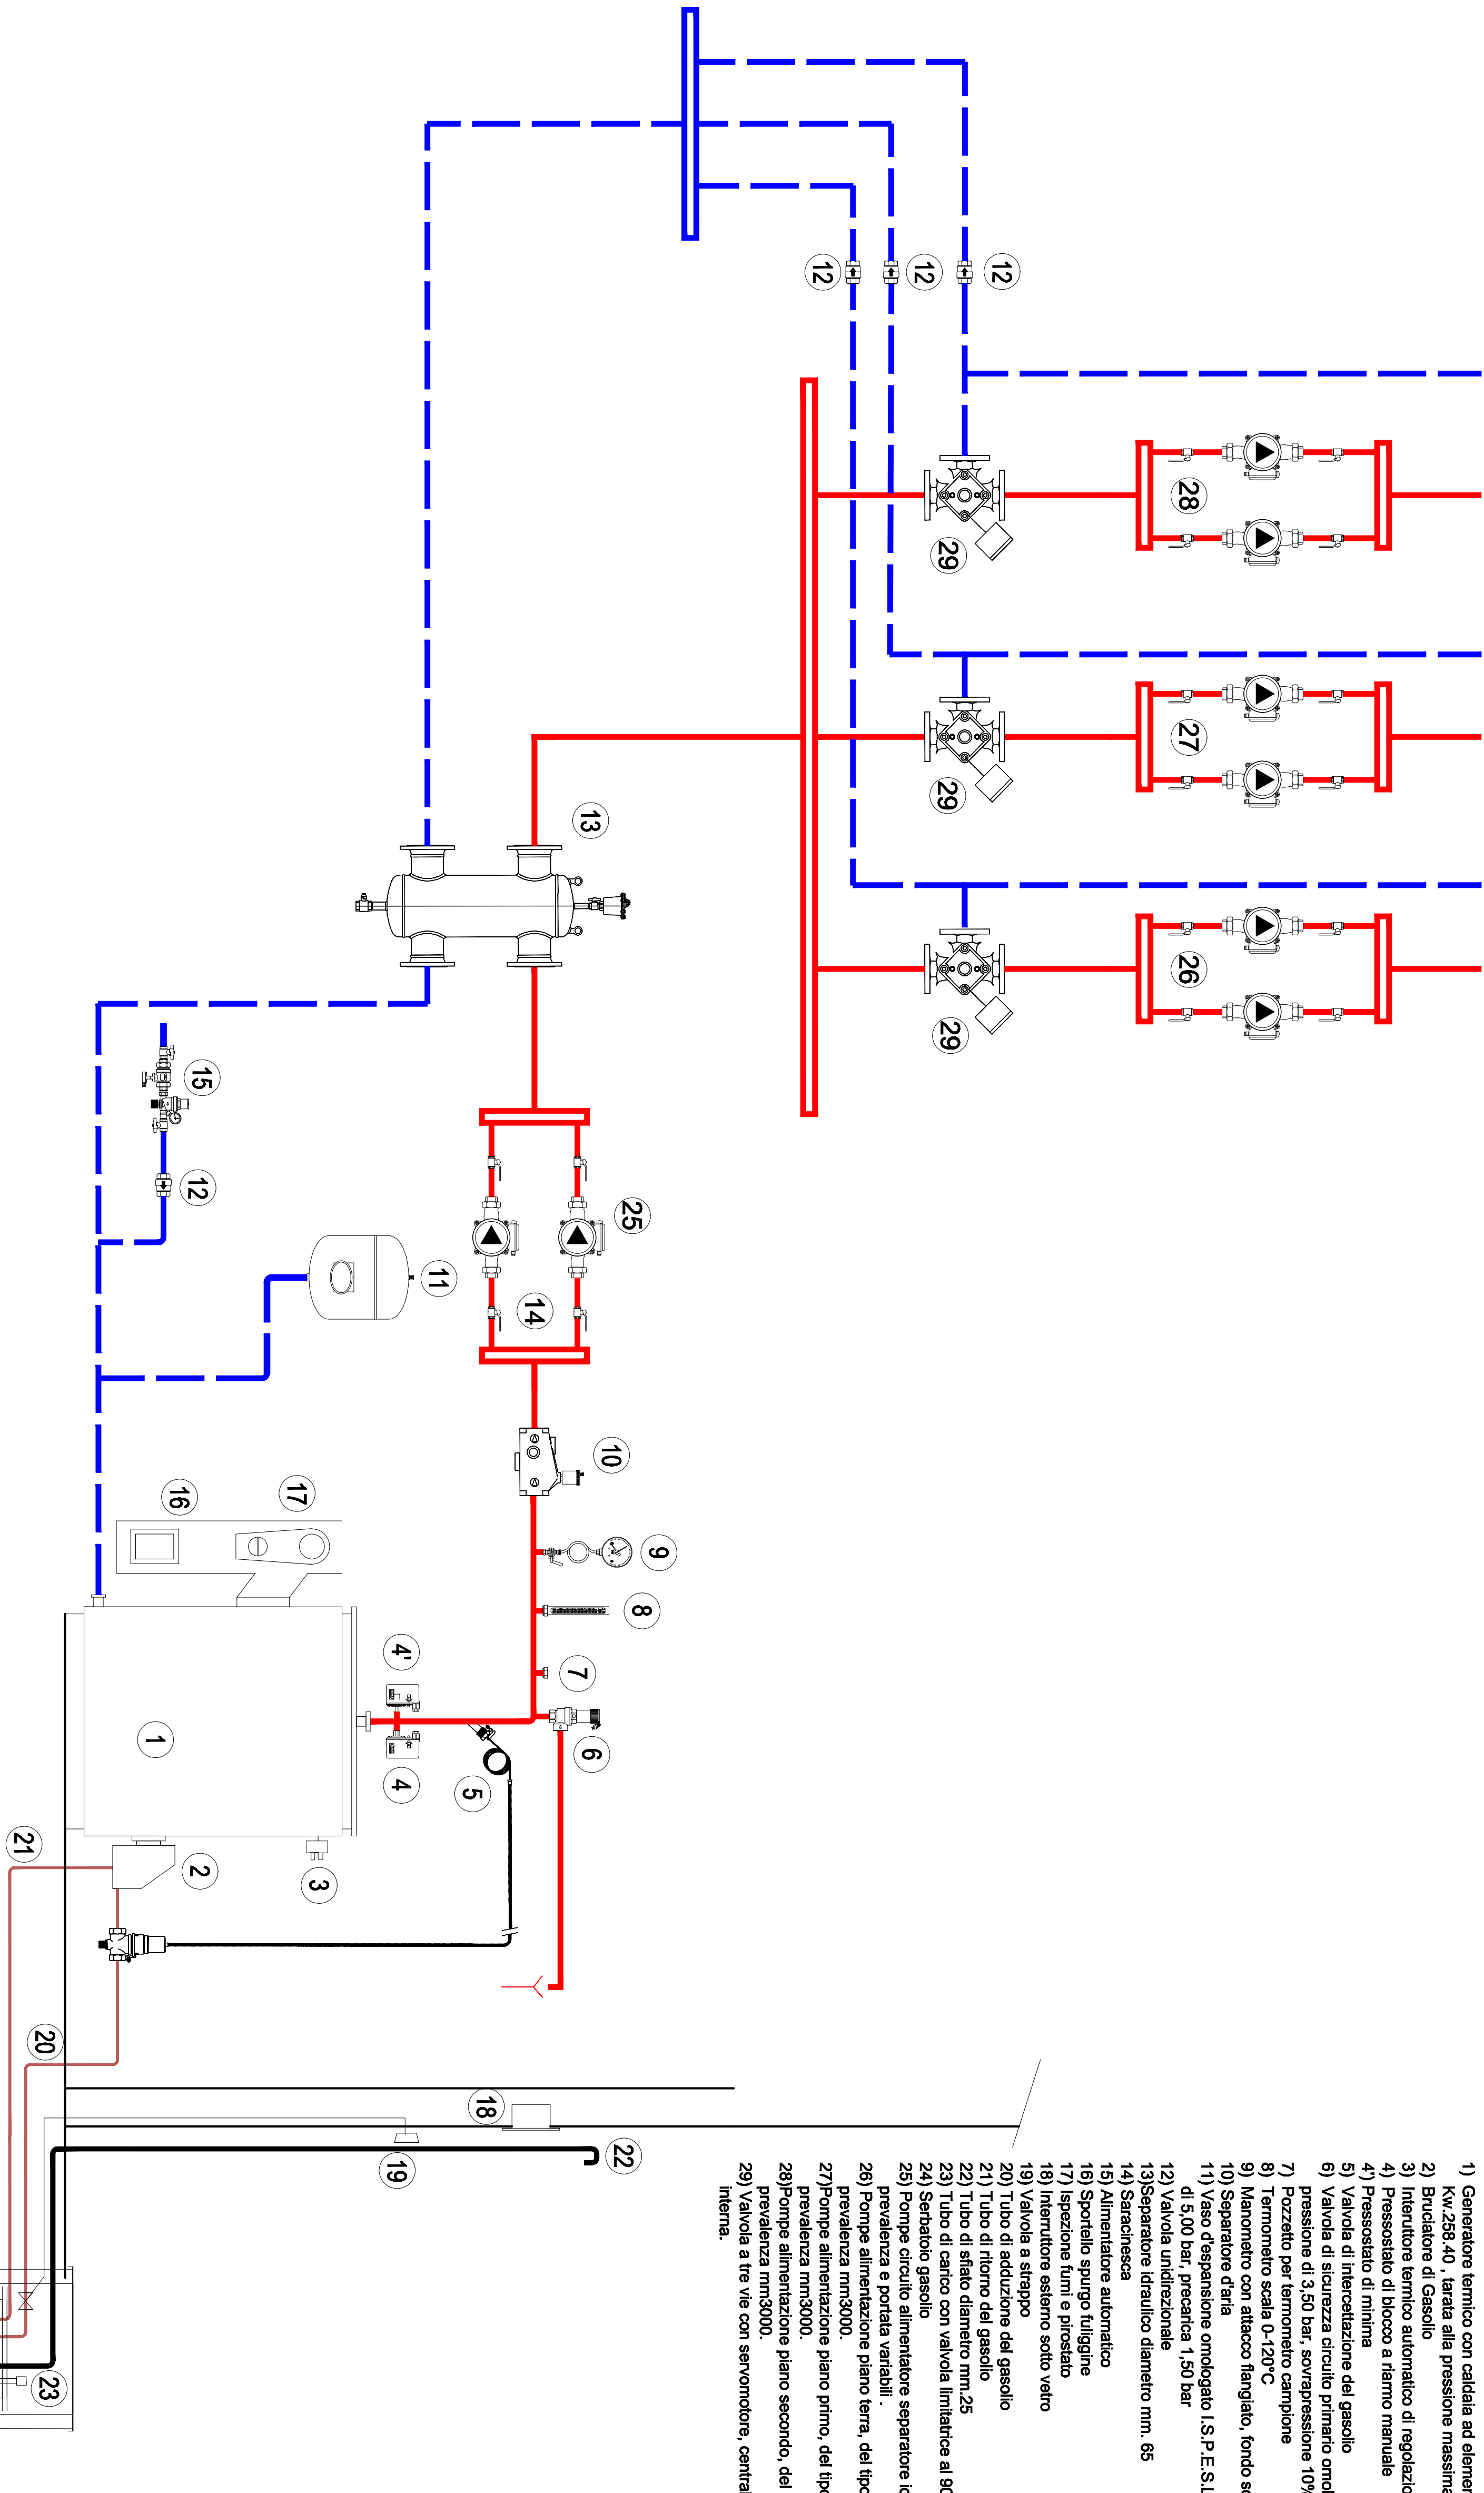 1) Generatore termico con caldaia ad
Kw.258.40 , tarata alla pressione massima
2) Bruciatore di Gasolio
3) Interuttore termico automatico di
4) Pressostato di blocco a riarmo manuale
4') Pressostato di minima
5) Valvola di intercettazione del gasolio
6) Valvola di sicurezza circuito primario
pressione di 3,50 bar, sovrapressione 10%
7) Pozzetto per termometro campione
8) Termometro scala 0-120°C
9) Manometro con attacco flangiato, fondo
10) Separatore d'aria
11) Vaso d'espansione omologato I.S.P.E.S.L
di 5,00 bar, precarica 1,50 bar
12) Valvola unidirezionale
13)Separatore idraulico diametro mm. 65
14) Saracinesca
15) Alimentatore automatico
16) Sportello spurgo fuliggine
17) Ispezione fumi e pirostato
18) Interruttore esterno sotto vetro
19) Valvola a strappo
20) Tubo di adduzione del gasolio
21) Tubo di ritorno del gasolio
22) Tubo di sfiato diametro mm.25
23) Tubo di carico con valvola limitatrice al 90
24) Serbatoio gasolio
25) Pompe circuito alimentatore separatore
prevalenza e portata variabili .
26) Pompe alimentazione piano terra, del tipo
prevalenza mm3000.
27)Pompe alimentazione piano primo, del tipo
prevalenza mm3000.
28)Pompe alimentazione piano secondo, del
prevalenza mm3000.
29) Valvola a tre vie con servomotore,
interna.
12
12
12
28
29
27
29
26
29
13
15
12
25
14
11
10
9
8
7
6
17
16
4'
4
5
1
2
3
21
20
18
19
22
23